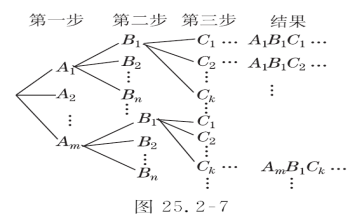 第一步 第二步 第三步 结果
B₁ C₁ … A₁B₁C₁ …
A₁ B₂ C₂ … A₁B₁C₂ …
⋮ ⋮ ⋮
A₂ Bₙ Cₖ
⋮ B₁ C₁
Aₘ B₂ C₂
⋮ ⋮
Bₙ Cₖ … AₘB₁Cₖ …
⋮ ⋮
图 25.2-7